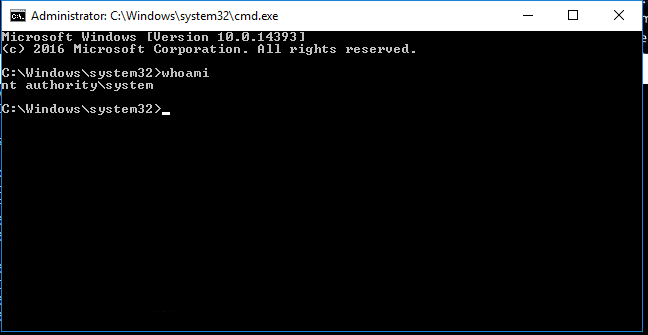 Administrator: C:\Windows\system32\cmd.exe
Microsoft Windows [Version 10.0.14393]
(c) 2016 Microsoft Corporation. All rights reserved.
C:\Windows\system32>whoami
nt authority\system
C:\Windows\system32>